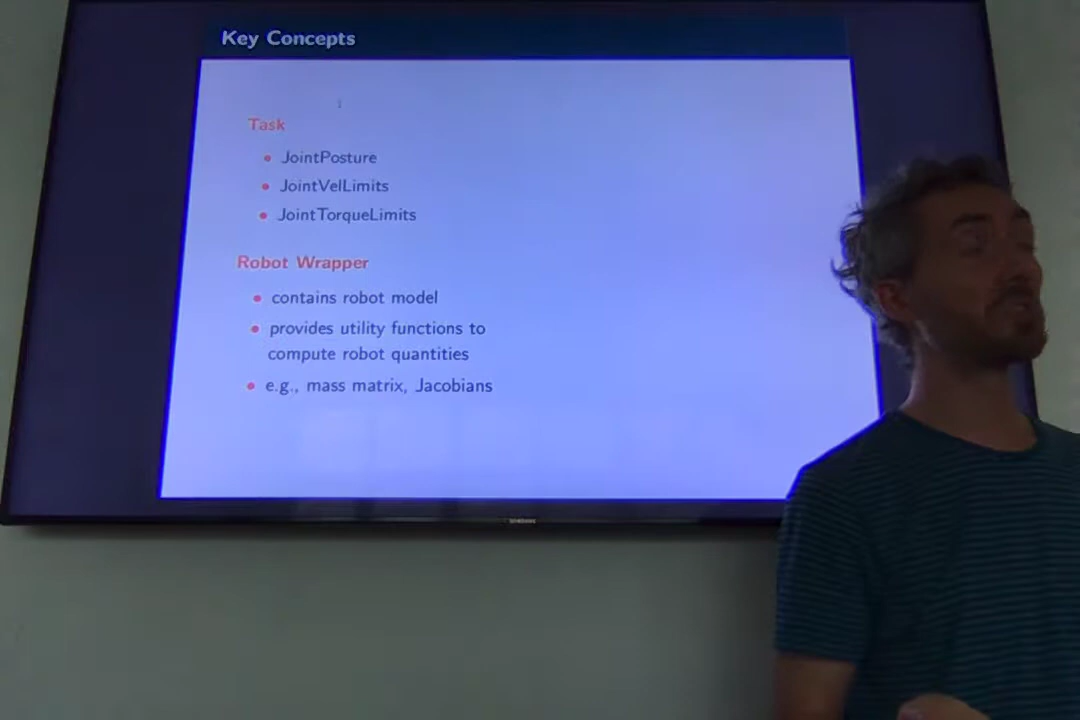 Key Concepts
Task
JointPosture
JointVelLimits
JointTorqueLimits
Robot Wrapper
contains robot model
provides utility functions to
compute robot quantities
e.g., mass matrix, Jacobians